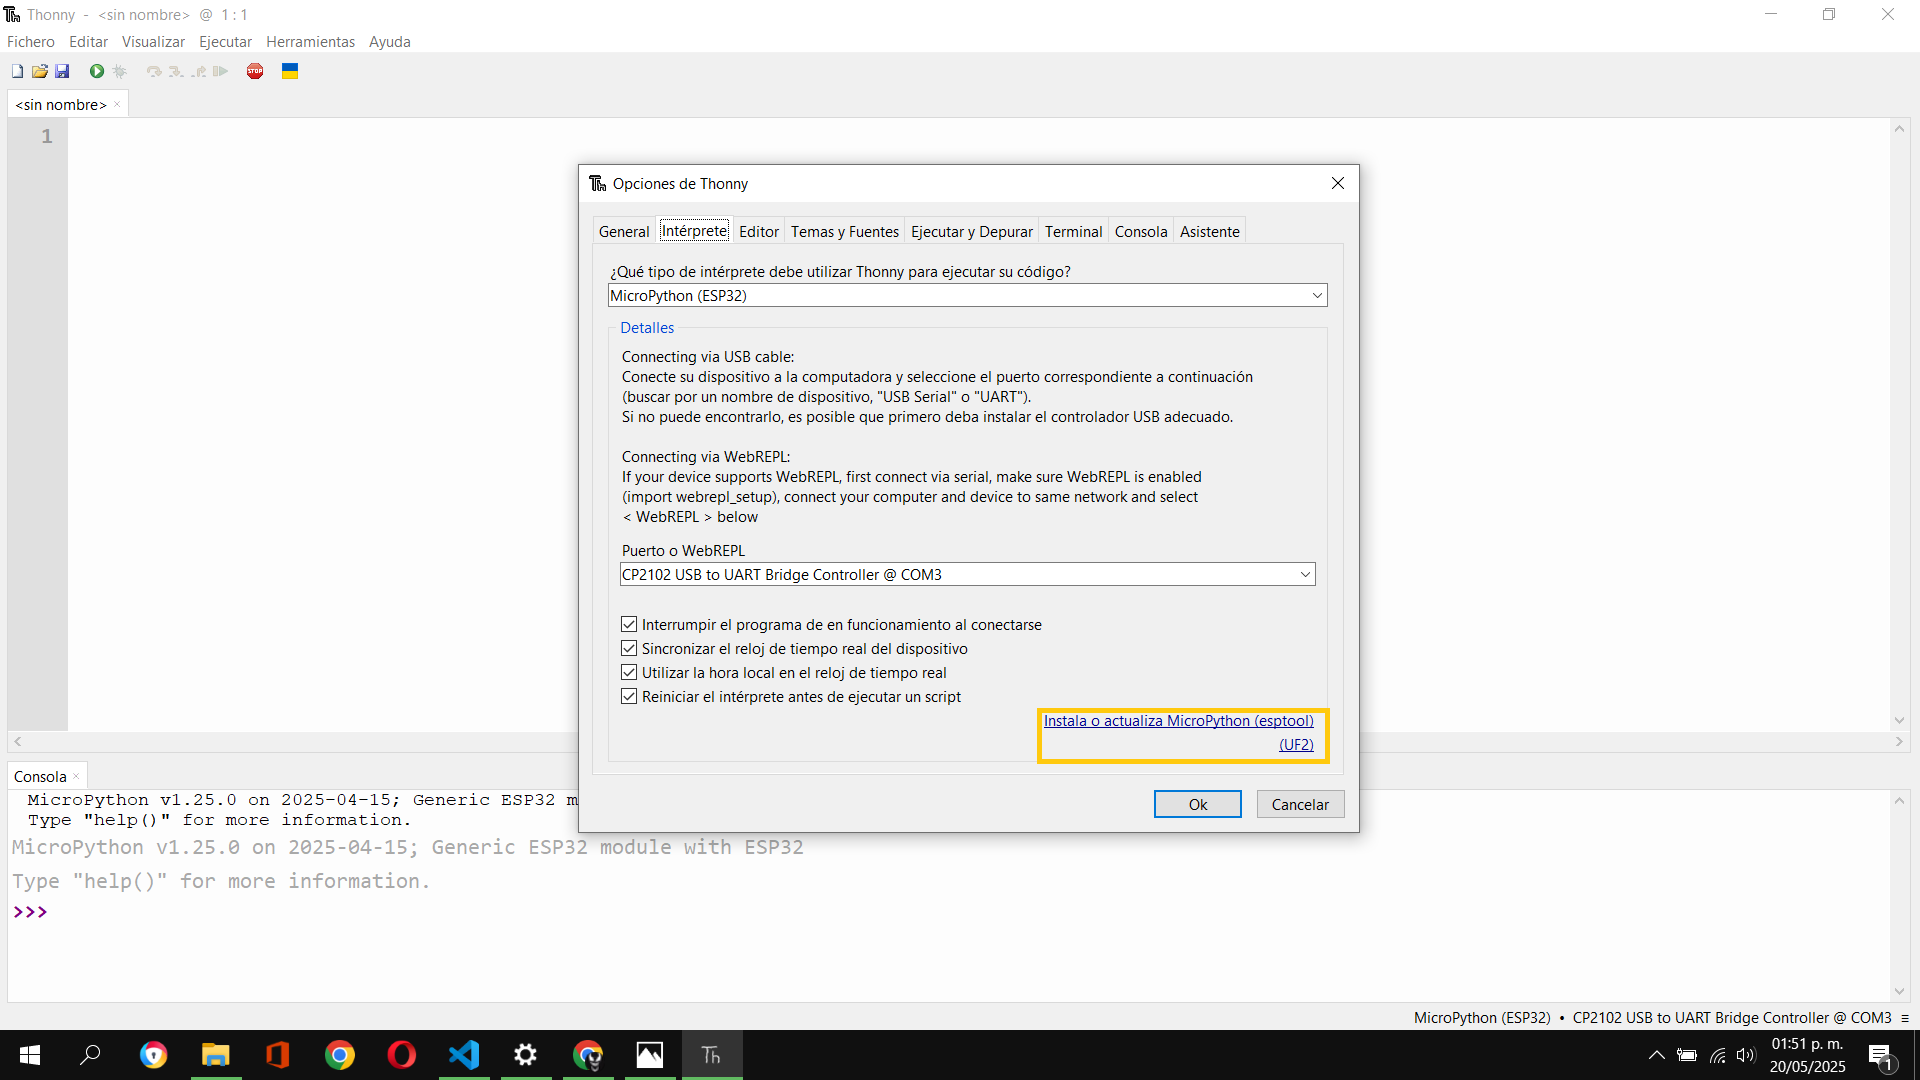 Thonny - <sin nombre> @ 1 : 1
Fichero Editar Visualizar Ejecutar Herramientas Ayuda
STOP
<sin nombre> ×
1
Opciones de Thonny
General Intérprete Editor Temas y Fuentes Ejecutar y Depurar Terminal Consola Asistente
¿Qué tipo de intérprete debe utilizar Thonny para ejecutar su código?
MicroPython (ESP32)
Detalles
Connecting via USB cable:
Conecte su dispositivo a la computadora y seleccione el puerto correspondiente a continuación
(buscar por un nombre de dispositivo, "USB Serial" o "UART").
Si no puede encontrarlo, es posible que primero deba instalar el controlador USB adecuado.
Connecting via WebREPL:
If your device supports WebREPL, first connect via serial, make sure WebREPL is enabled
(import webrepl_setup), connect your computer and device to same network and select
< WebREPL > below
Puerto o WebREPL
CP2102 USB to UART Bridge Controller @ COM3
Interrumpir el programa de en funcionamiento al conectarse
Sincronizar el reloj de tiempo real del dispositivo
Utilizar la hora local en el reloj de tiempo real
Reiniciar el intérprete antes de ejecutar un script
Instala o actualiza MicroPython (esptool)
(UF2)
Ok Cancelar
Consola ×
MicroPython v1.25.0 on 2025-04-15; Generic ESP32 m
Type "help()" for more information.
MicroPython v1.25.0 on 2025-04-15; Generic ESP32 module with ESP32
Type "help()" for more information.
>>>
MicroPython (ESP32) • CP2102 USB to UART Bridge Controller @ COM3 ≡
Th
01:51 p. m.
20/05/2025
1